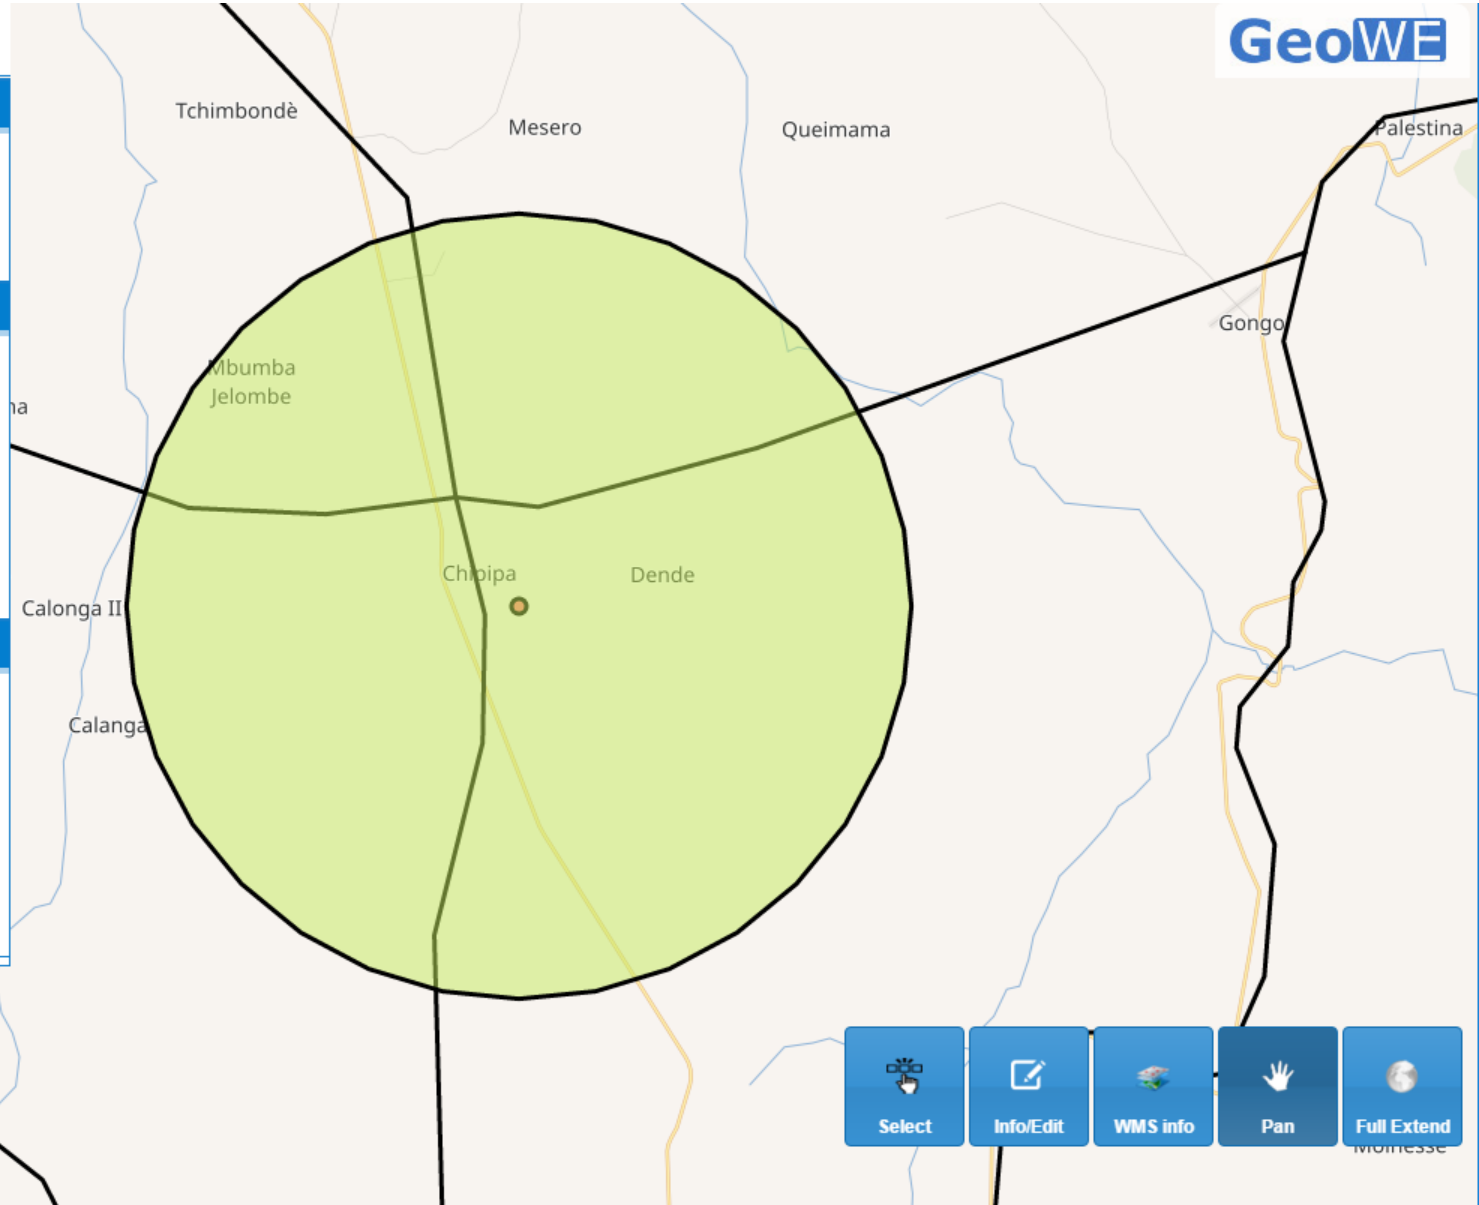 GeoWE
Tchimbondè
Mesero
Queimama
Palestina
Gongo
Mbumba
Jelombe
na
Chipipa
Dende
Calonga II
Calanga
Select
Info/Edit
WMS info
Pan
Full Extend